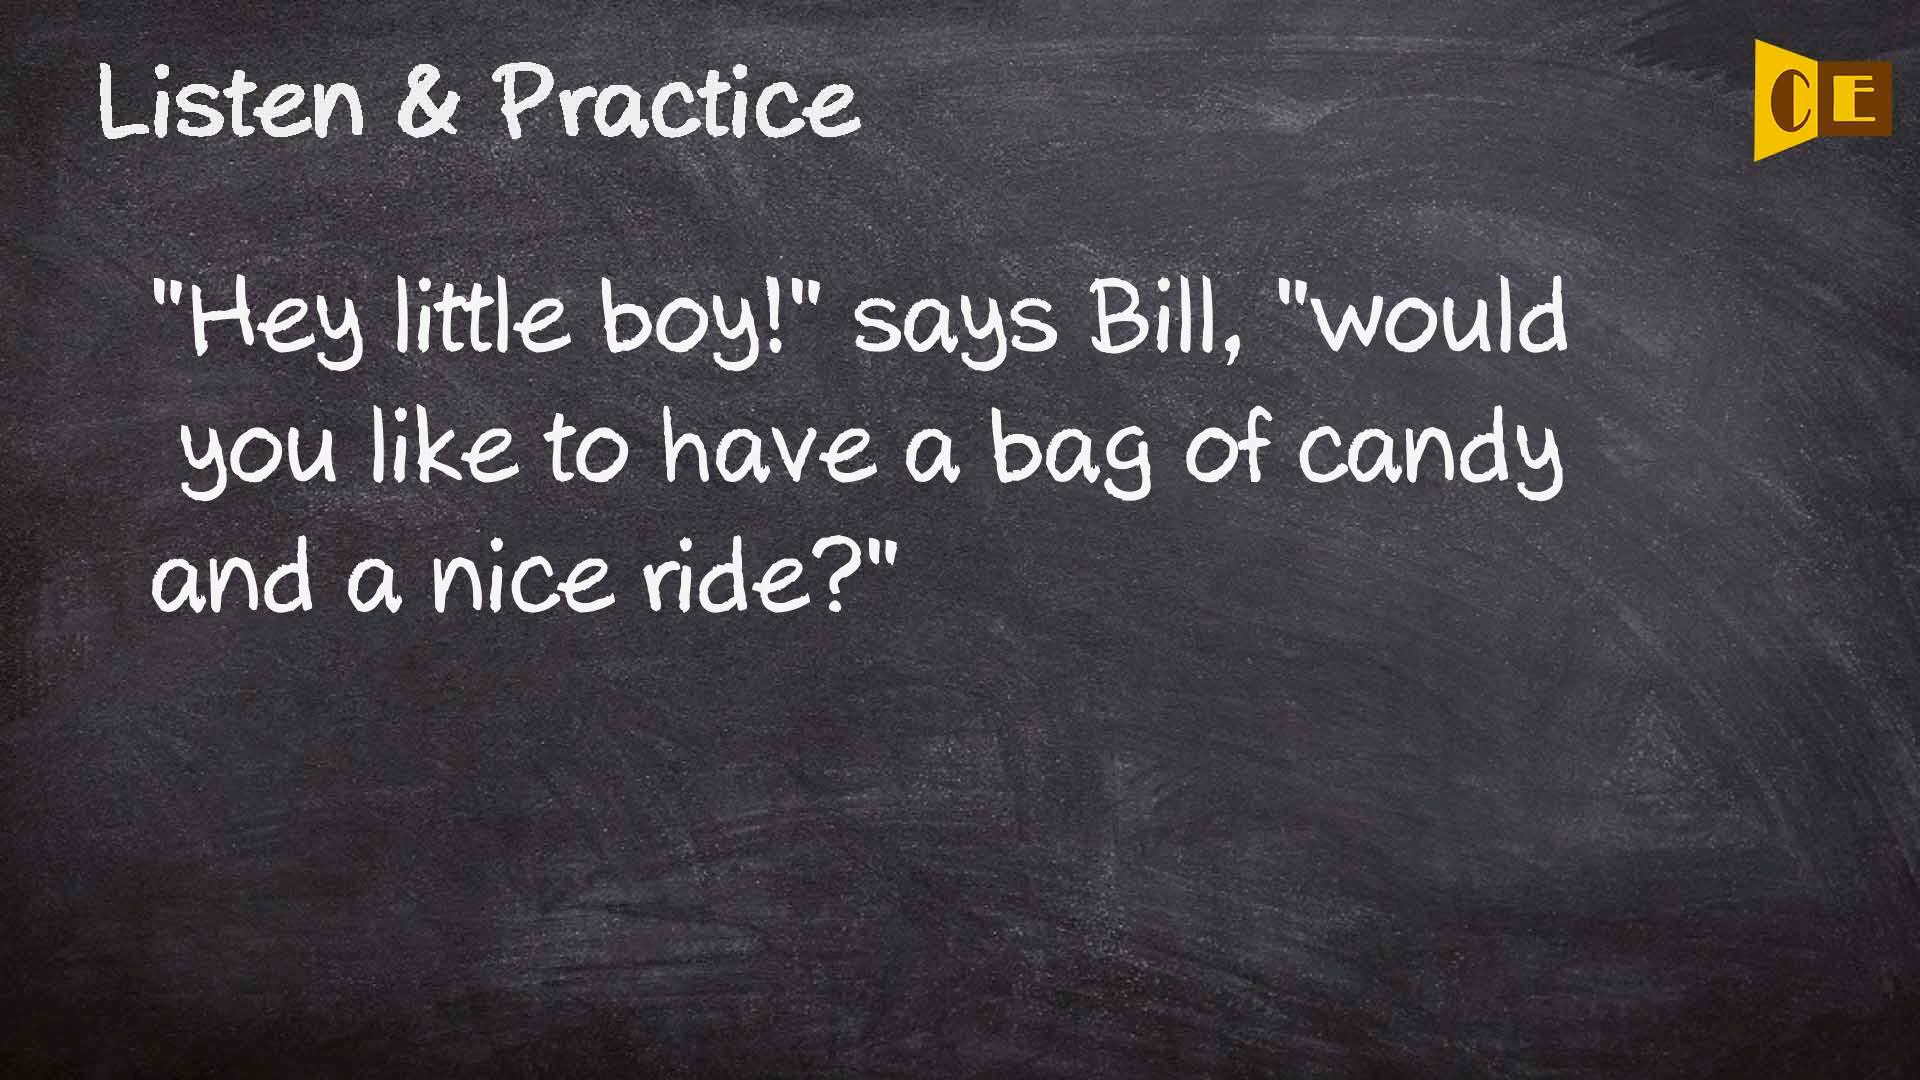 Listen & Practice
CE
"Hey little boy!" says Bill, "would
you like to have a bag of candy
and a nice ride?"